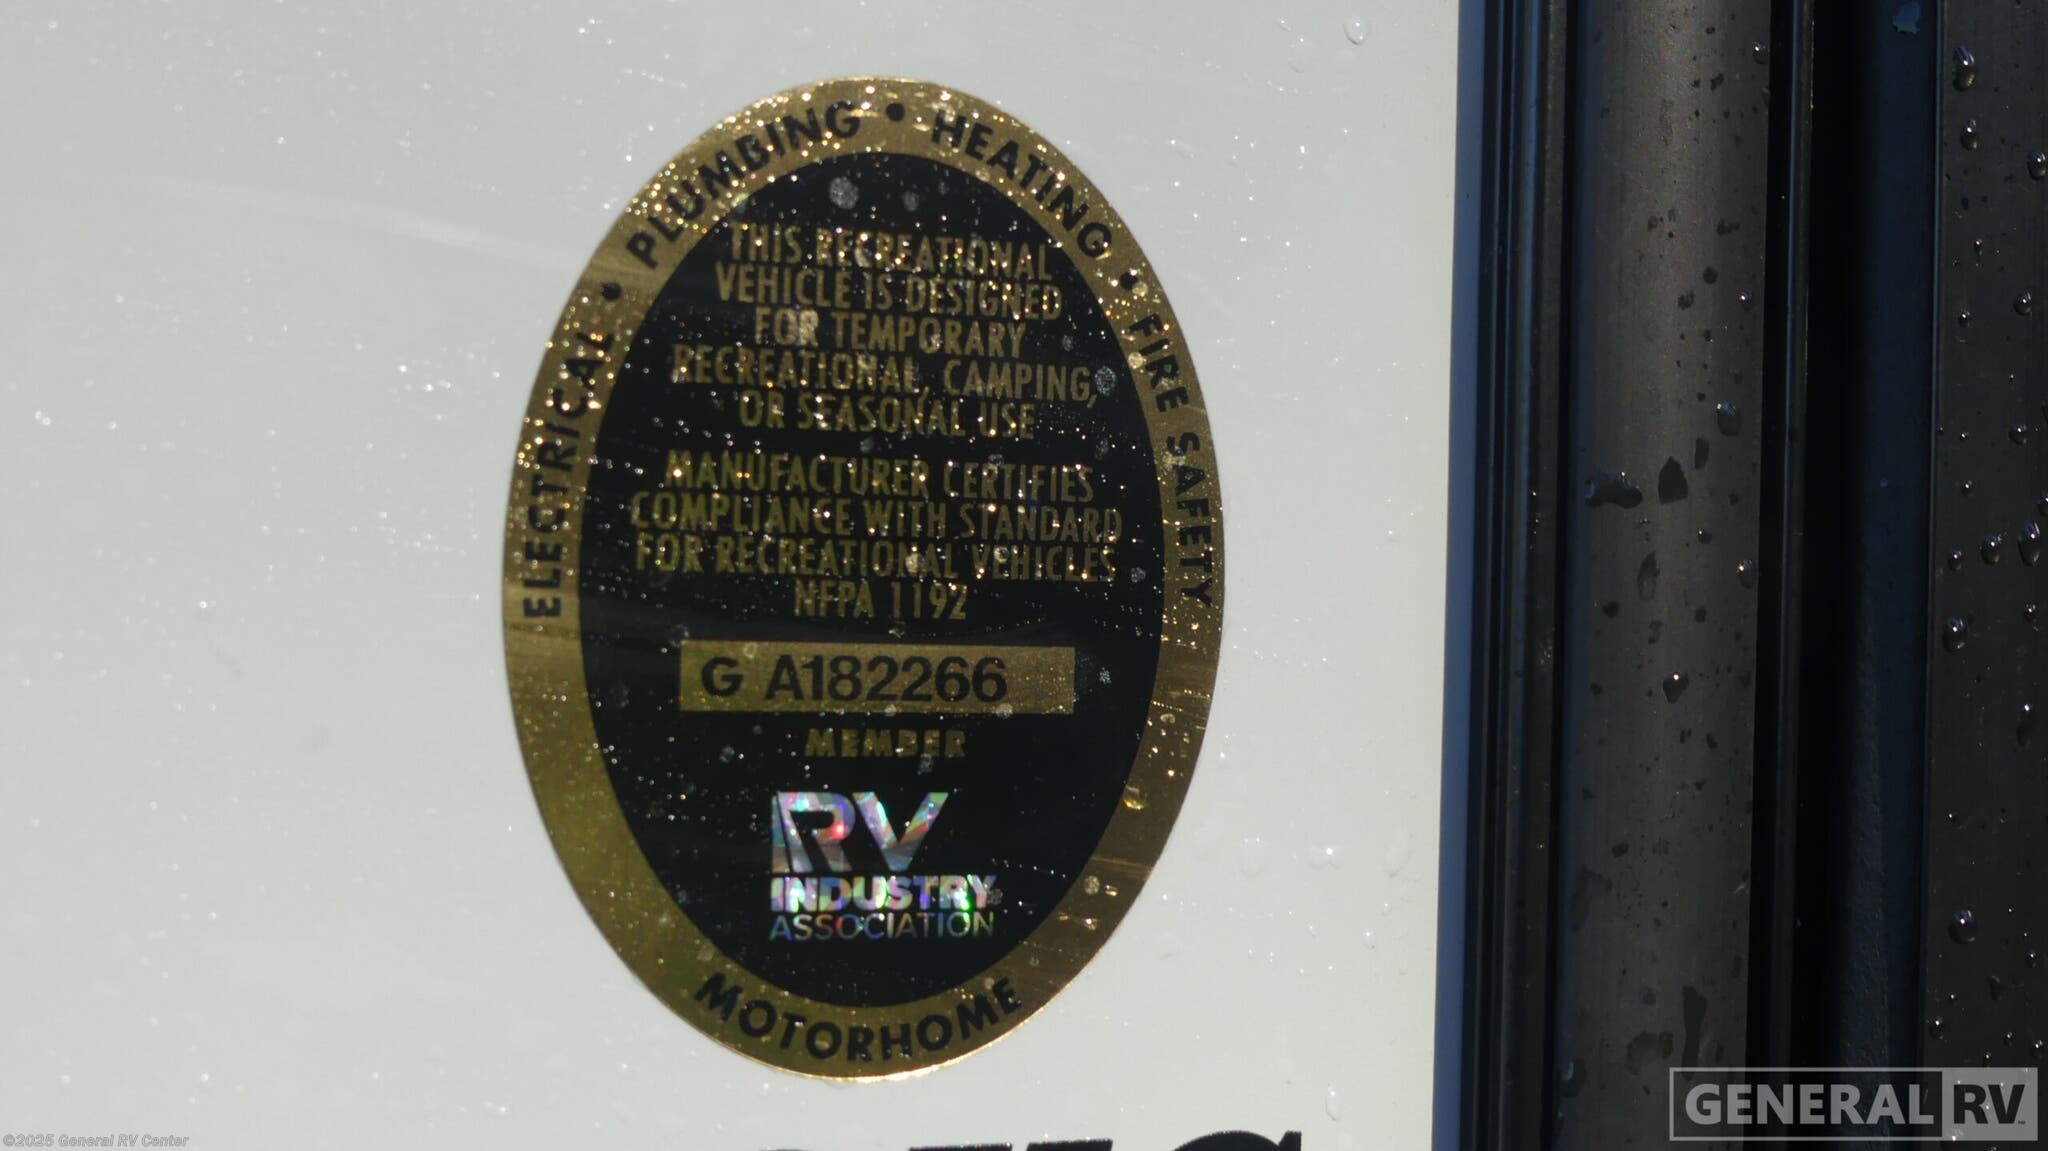 ELECTRICAL • PLUMBING • HEATING • FIRE SAFETY
THIS RECREATIONAL
VEHICLE IS DESIGNED
FOR TEMPORARY
RECREATIONAL, CAMPING,
OR SEASONAL USE
MANUFACTURER CERTIFIES
COMPLIANCE WITH STANDARD
FOR RECREATIONAL VEHICLES
NFPA 1192
G A182266
MEMBER
RV
INDUSTRY
ASSOCIATION
MOTORHOME
GENERAL RV
©2025 General RV Center